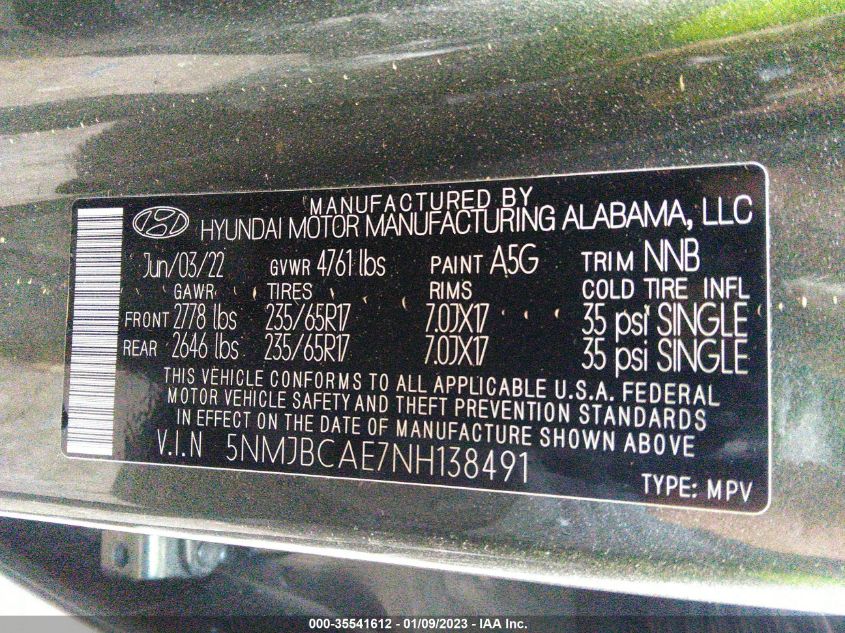 MANUFACTURED BY
HYUNDAI MOTOR MANUFACTURING ALABAMA, LLC
Jun/03/22 GVWR 4761 lbs PAINT A5G TRIM NNB
GAWR TIRES RIMS COLD TIRE INFL
FRONT 2778 lbs 235/65R17 7.0JX17 35 psi SINGLE
REAR 2646 lbs 235/65R17 7.0JX17 35 psi SINGLE
THIS VEHICLE CONFORMS TO ALL APPLICABLE U.S.A. FEDERAL
MOTOR VEHICLE SAFETY AND THEFT PREVENTION STANDARDS
IN EFFECT ON THE DATE OF MANUFACTURE SHOWN ABOVE
V.I.N 5NMJBCAE7NH138491
TYPE: MPV
000-35541612 - 01/09/2023 - IAA Inc.